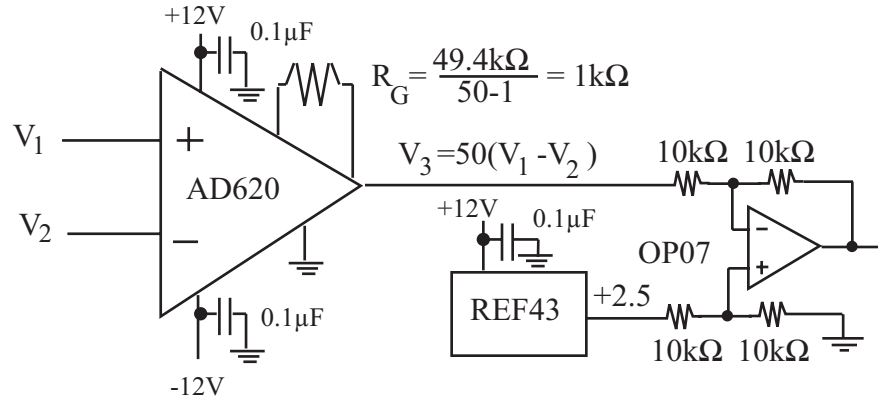 +12V
0.1µF
R_G = 49.4kΩ / 50-1 = 1kΩ
V_1
+
V_3 =50(V_1 -V_2 )
10kΩ 10kΩ
AD620
+12V
0.1µF
V_2
−
OP07
-
+
REF43
+2.5
0.1µF
10kΩ 10kΩ
-12V